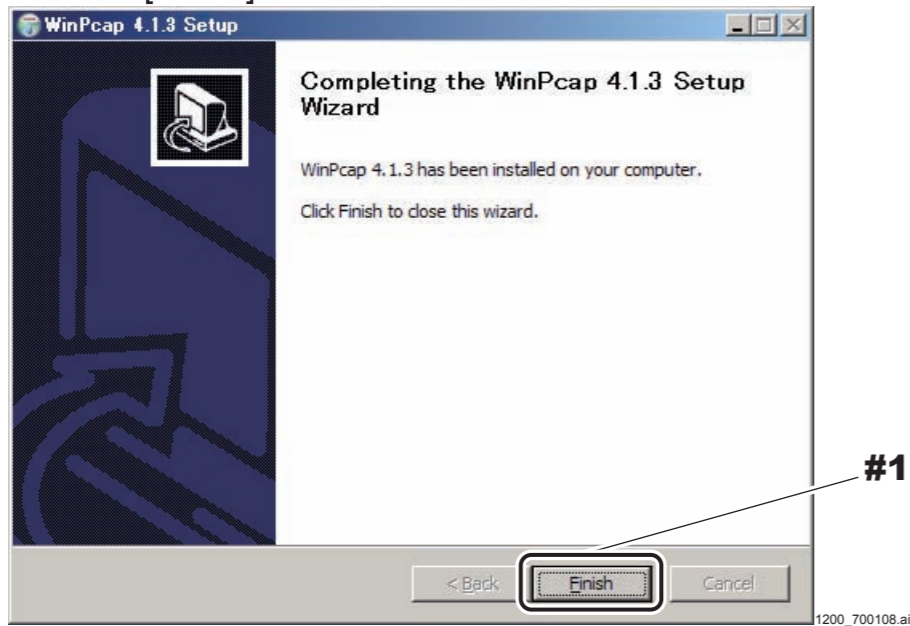 WinPcap 4.1.3 Setup
Completing the WinPcap 4.1.3 Setup
Wizard
WinPcap 4.1.3 has been installed on your computer.
Click Finish to close this wizard.
#1
< Back Finish Cancel
1200_700108.ai